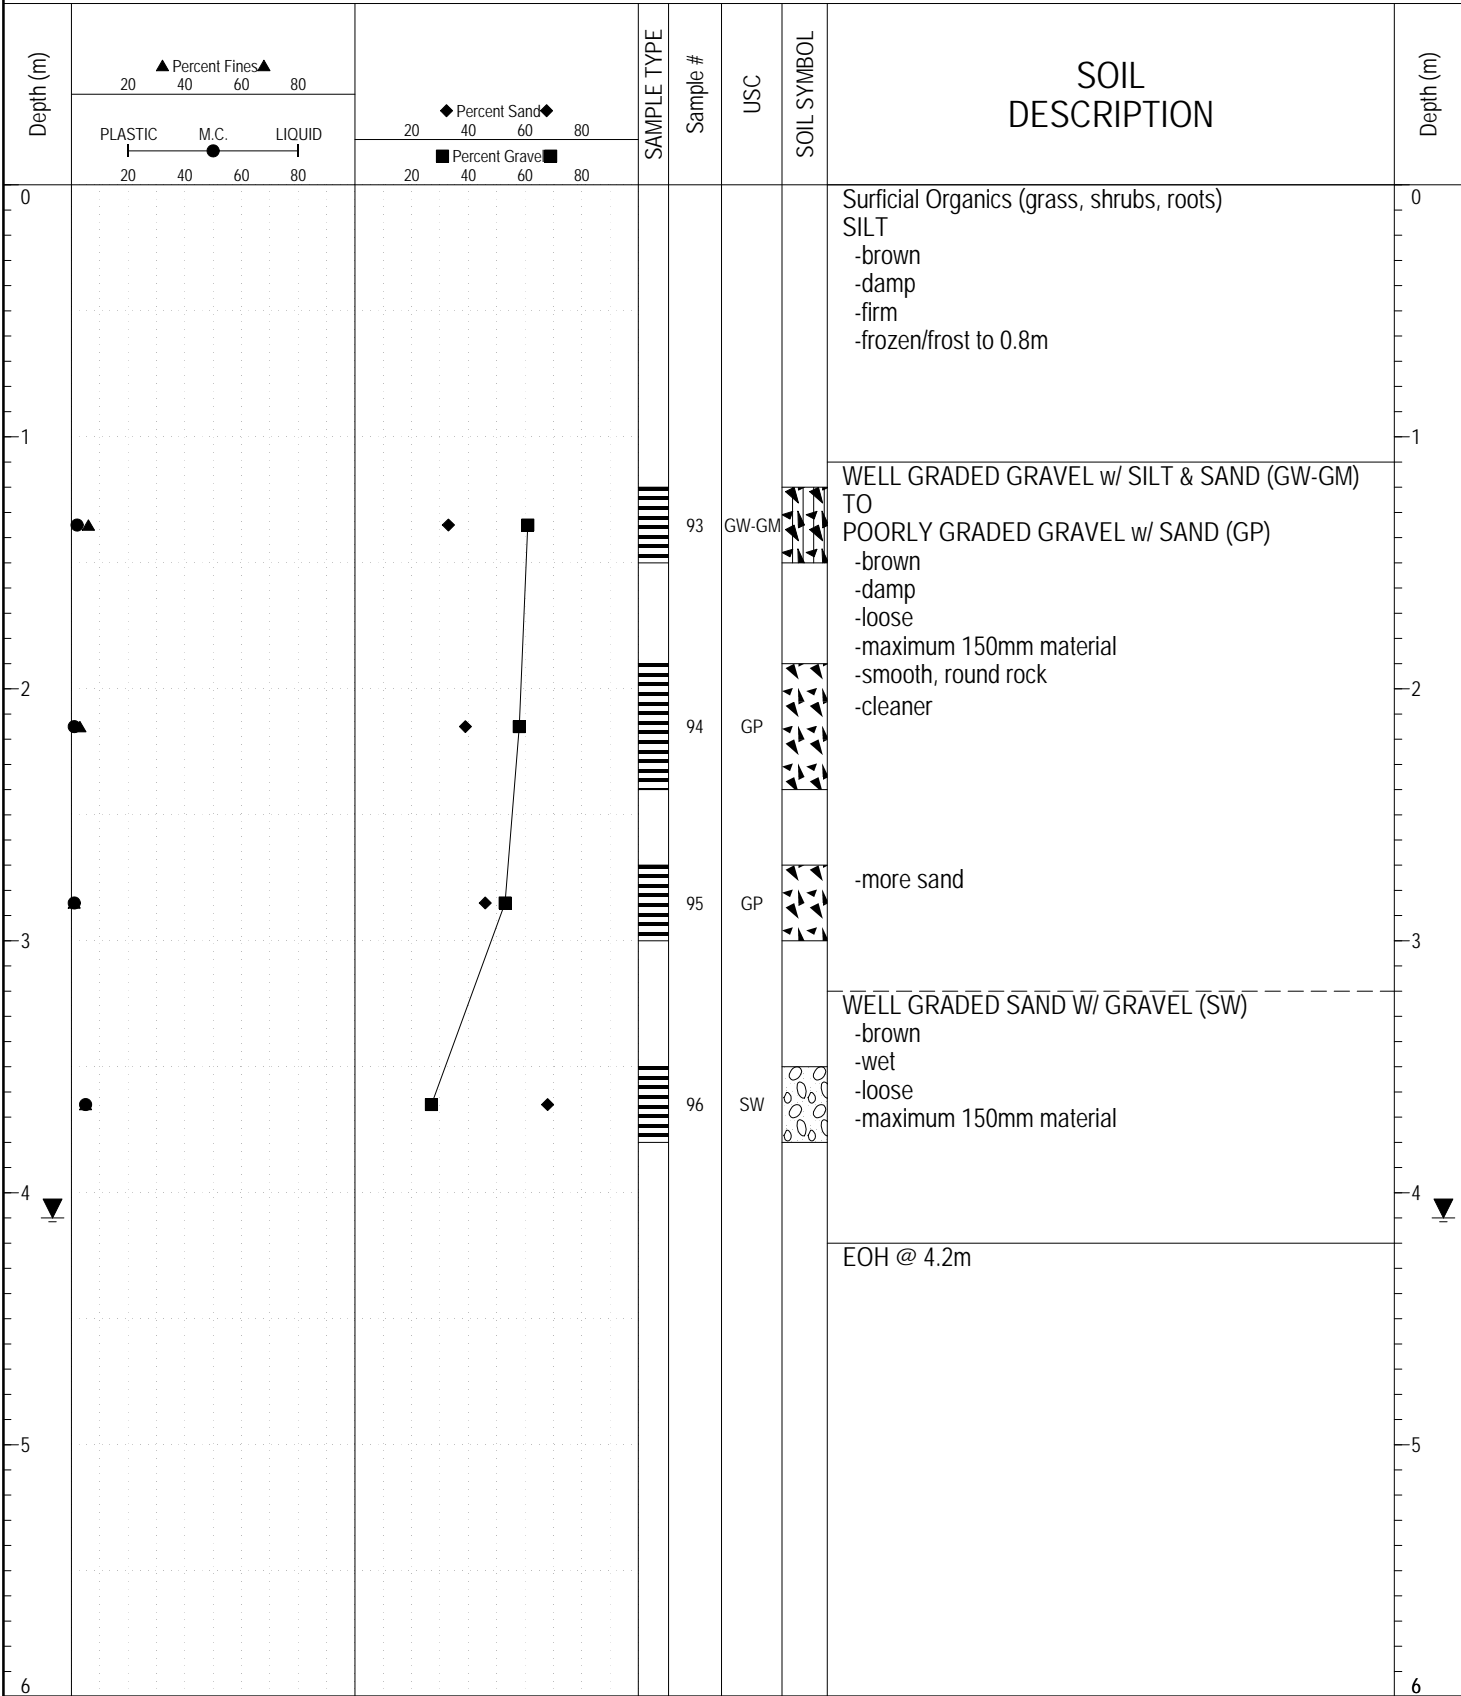 Depth (m)
Percent Fines
20 40 60 80
PLASTIC M.C. LIQUID
20 40 60 80
Percent Sand
20 40 60 80
Percent Gravel
20 40 60 80
SAMPLE TYPE
Sample #
USC
SOIL SYMBOL
SOIL
DESCRIPTION
Depth (m)
0 0
Surficial Organics (grass, shrubs, roots)
SILT
-brown
-damp
-firm
-frozen/frost to 0.8m
1 1
WELL GRADED GRAVEL w/ SILT & SAND (GW-GM)
TO
93 GW-GM
POORLY GRADED GRAVEL w/ SAND (GP)
-brown
-damp
-loose
-maximum 150mm material
-smooth, round rock
2 2
-cleaner
94 GP
-more sand
95 GP
3 3
WELL GRADED SAND W/ GRAVEL (SW)
-brown
-wet
-loose
96 SW
-maximum 150mm material
4 4
EOH @ 4.2m
5 5
6 6